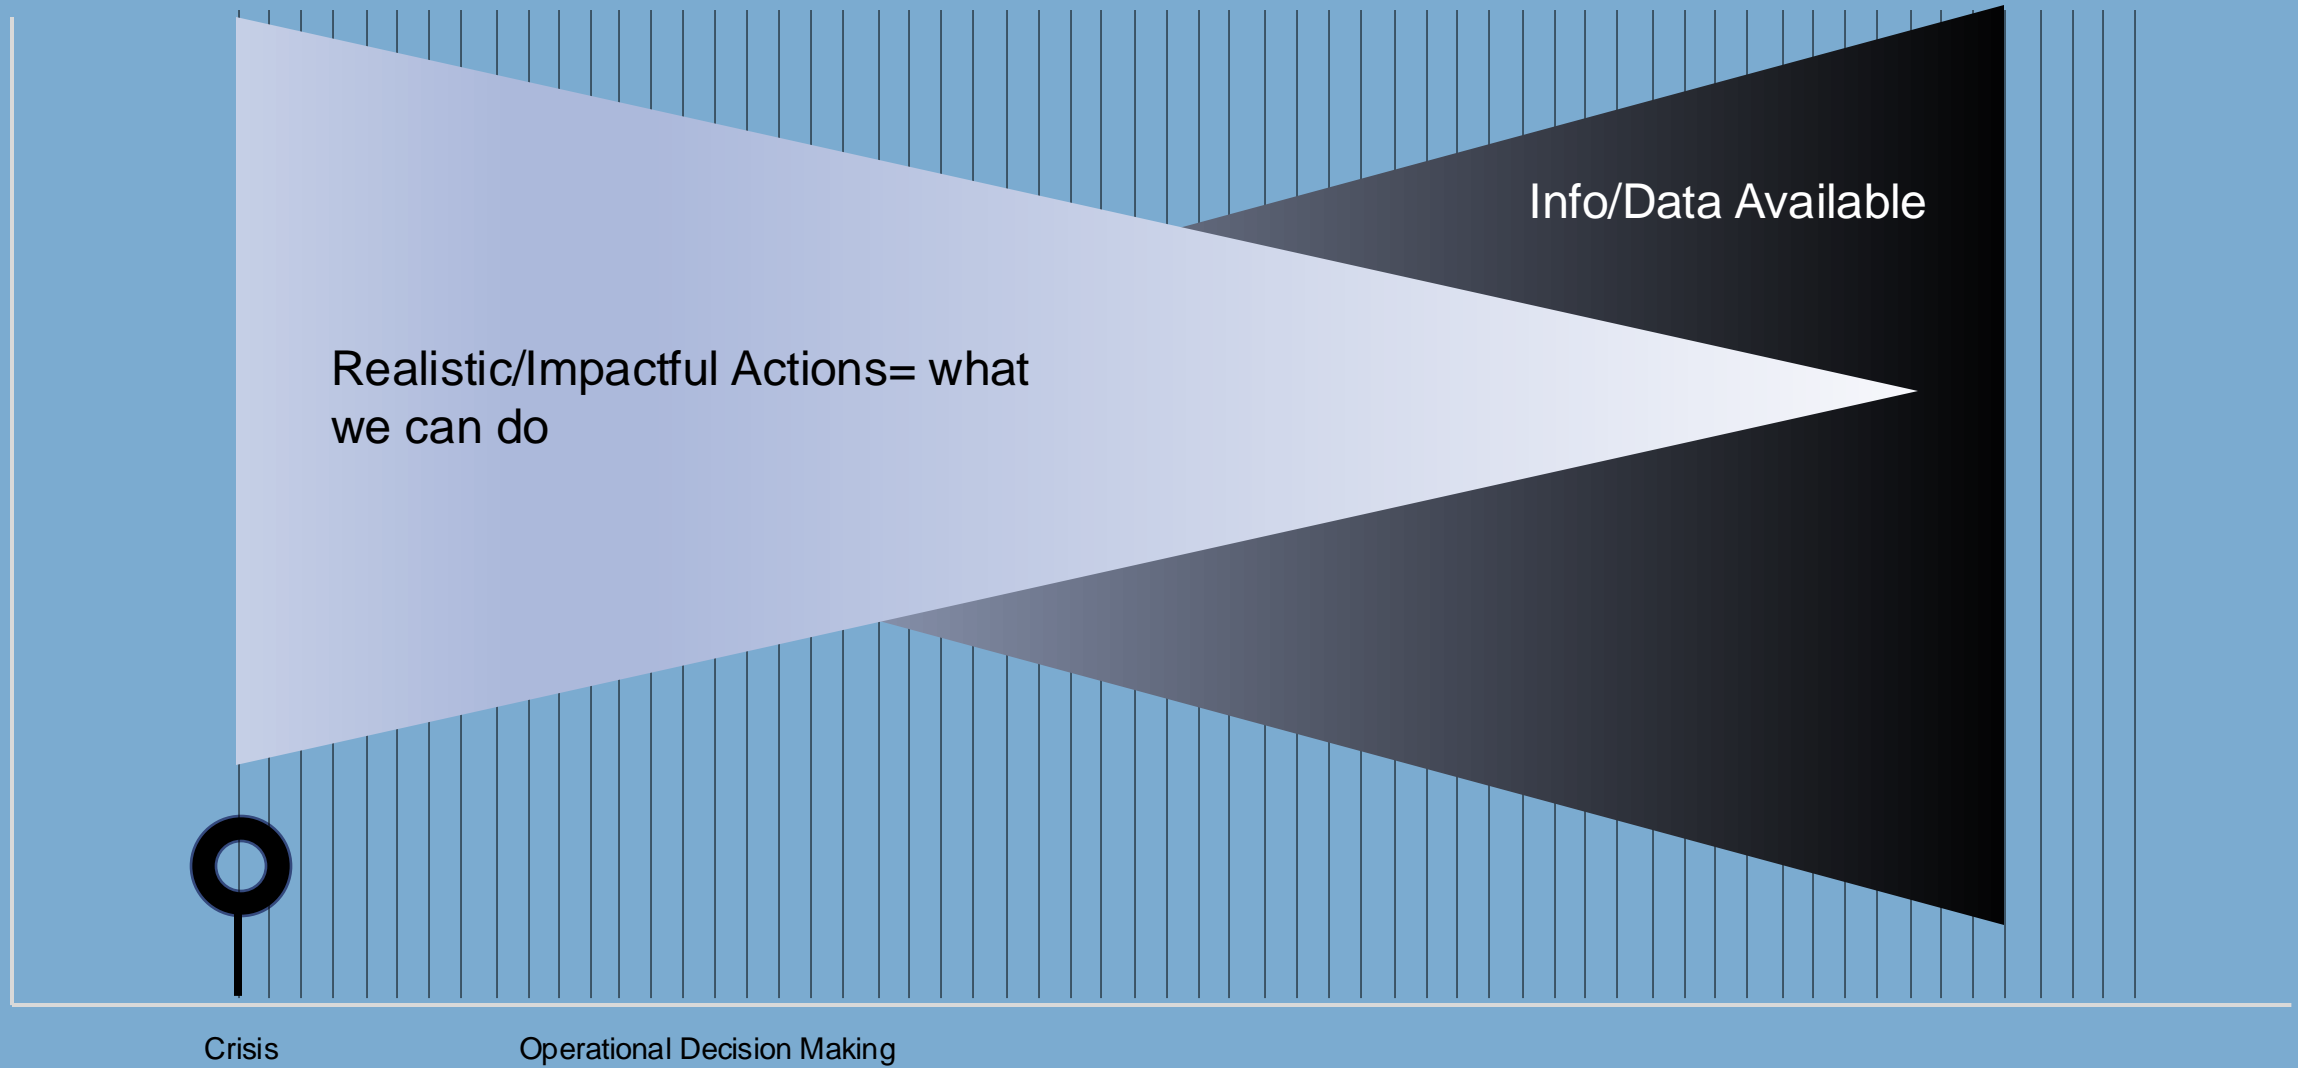 Info/Data Available
Realistic/Impactful Actions= what
we can do
Crisis
Operational Decision Making